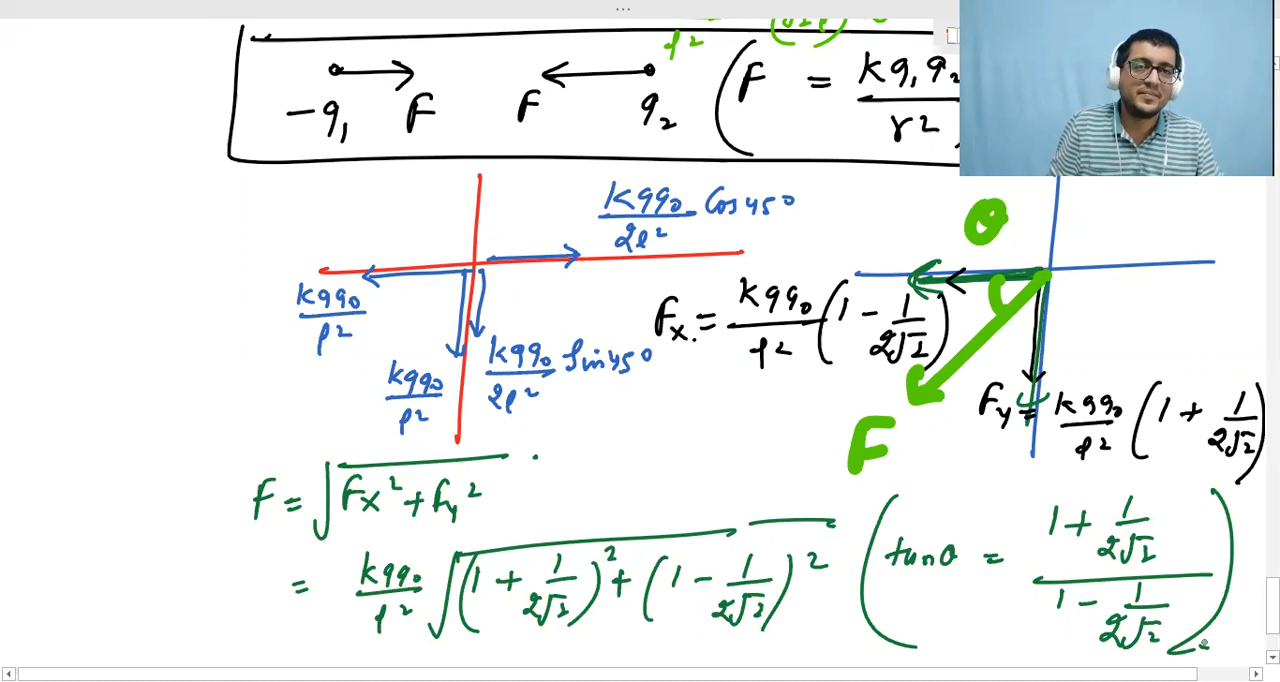 l²
-q₁ F F q₂ ( F = kq₁q₂ / r²
kqq₀ / 2l² Cos45°
kqq₀ / l²
kqq₀ / l²
kqq₀ / 2l² Sin45°
θ
Fx = kqq₀ / l² (1 - 1 / 2√2)
Fy = kqq₀ / l² (1 + 1 / 2√2)
F
F = √(Fx² + Fy²)
= kqq₀ / l² √((1 + 1 / 2√2)² + (1 - 1 / 2√2)²)
(tanθ = (1 + 1 / 2√2) / (1 - 1 / 2√2))